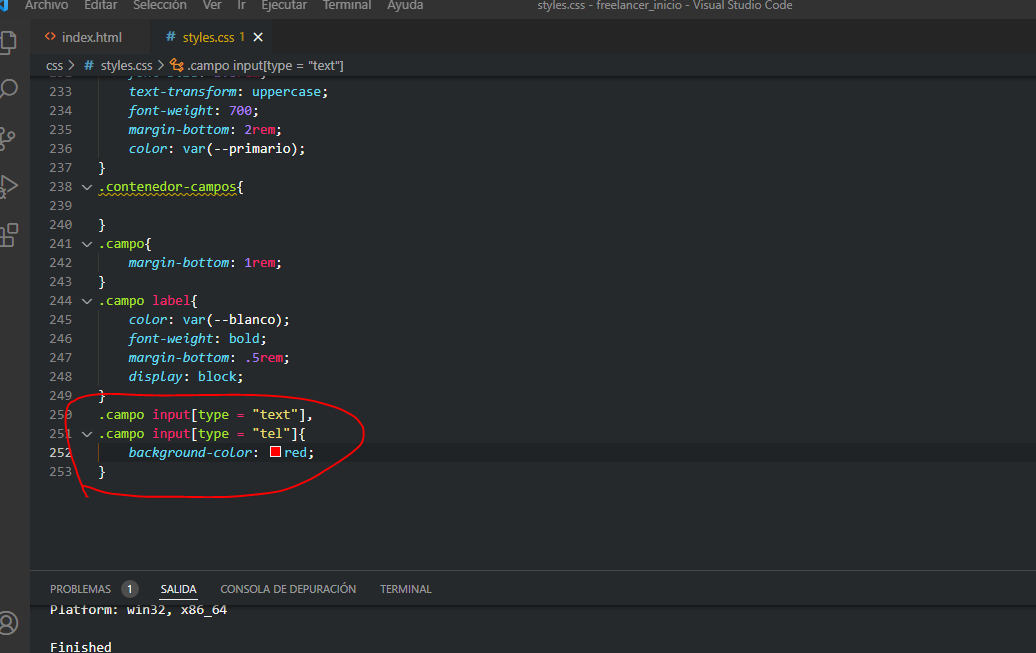 Archivo Editar Selección Ver Ir Ejecutar Terminal Ayuda styles.css - freelancer_inicio - Visual Studio Code
<> index.html # styles.css 1 ×
css > # styles.css > .campo input[type = "text"]
233 text-transform: uppercase;
234 font-weight: 700;
235 margin-bottom: 2rem;
236 color: var(--primario);
237 }
238 .contenedor-campos{
239
240 }
241 .campo{
242 margin-bottom: 1rem;
243 }
244 .campo label{
245 color: var(--blanco);
246 font-weight: bold;
247 margin-bottom: .5rem;
248 display: block;
249 }
250 .campo input[type = "text"],
251 .campo input[type = "tel"]{
252 background-color: red;
253 }
PROBLEMAS 1 SALIDA CONSOLA DE DEPURACIÓN TERMINAL
Platform: win32, x86_64
Finished